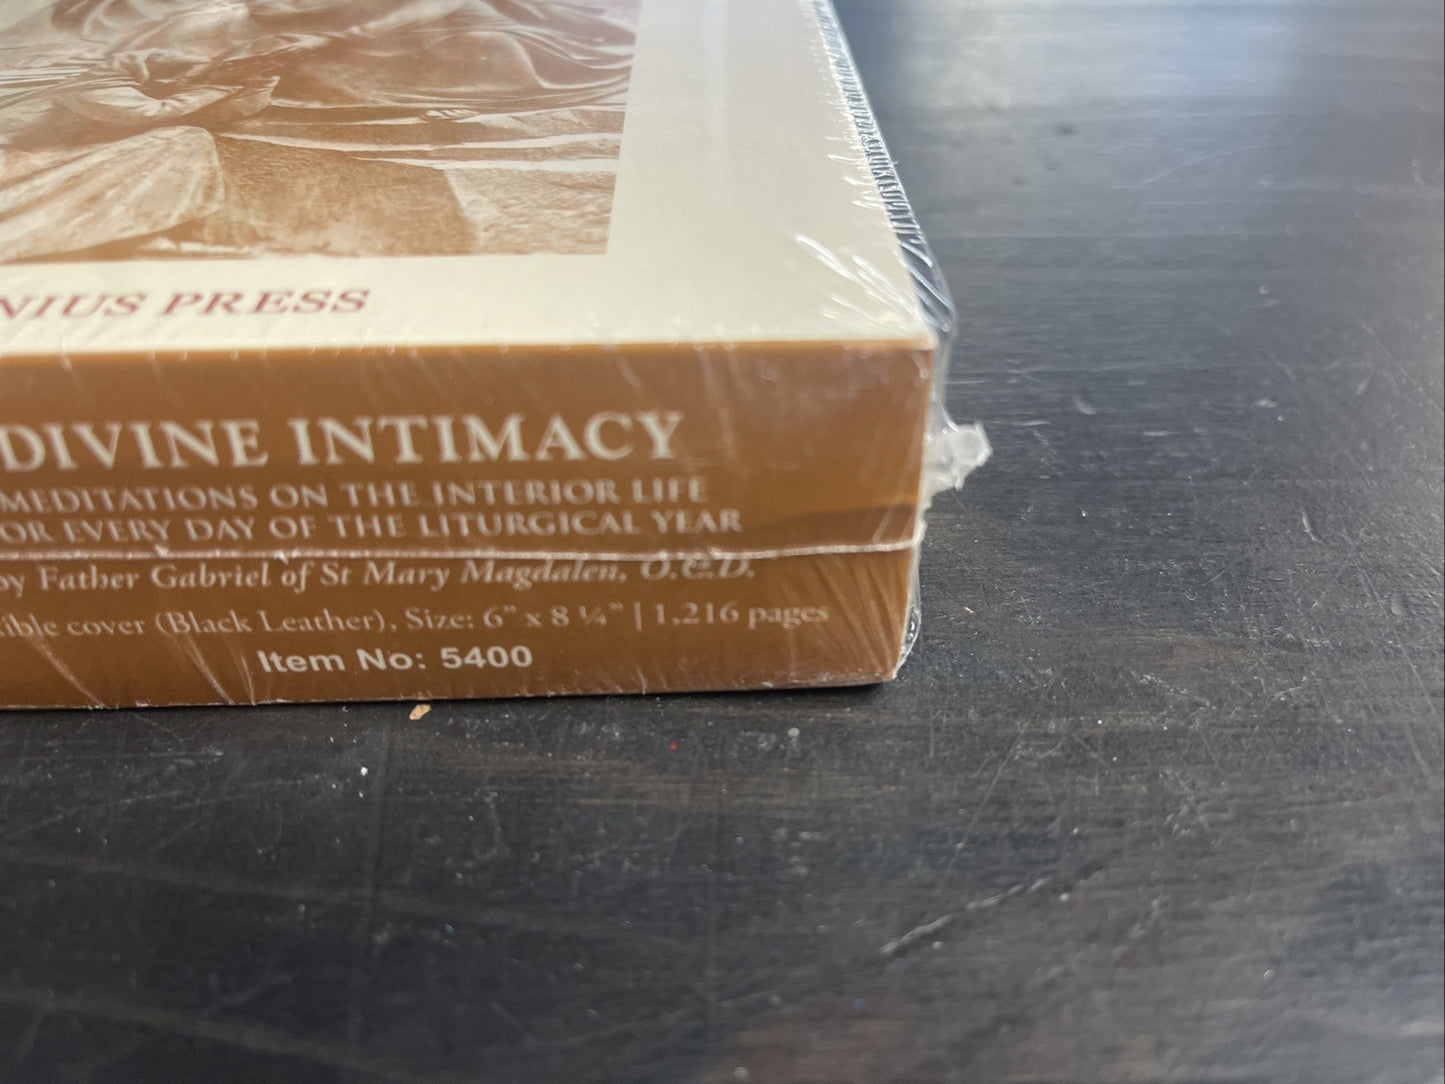 NIUS PRESS
DIVINE INTIMACY
MEDITATIONS ON THE INTERIOR LIFE
OR EVERY DAY OF THE LITURGICAL YEAR
by Father Gabriel of St Mary Magdalen, O.C.D.
ible cover (Black Leather), Size: 6" x 8 ¼" | 1,216 pages
Item No: 5400